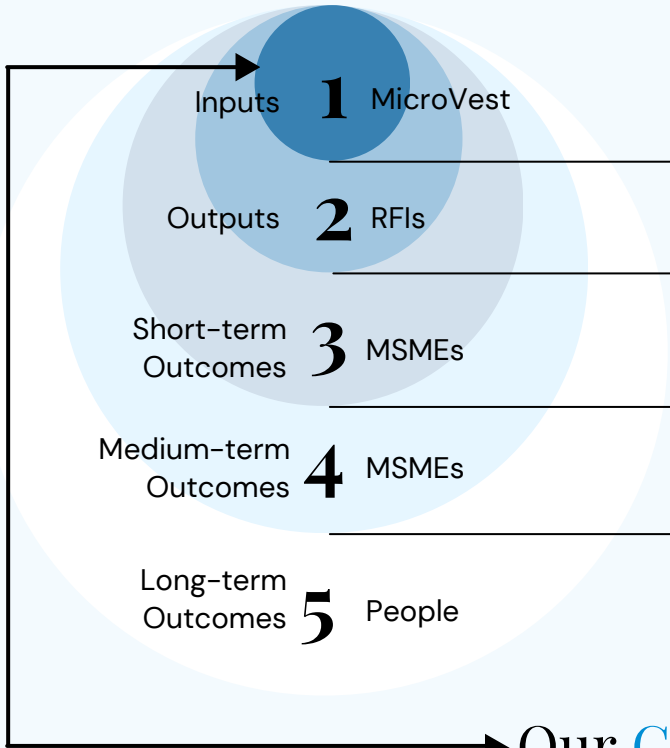 Inputs 1 MicroVest
Outputs 2 RFIs
Short-term
Outcomes 3 MSMEs
Medium-term
Outcomes 4 MSMEs
Long-term
Outcomes 5 People
Our C